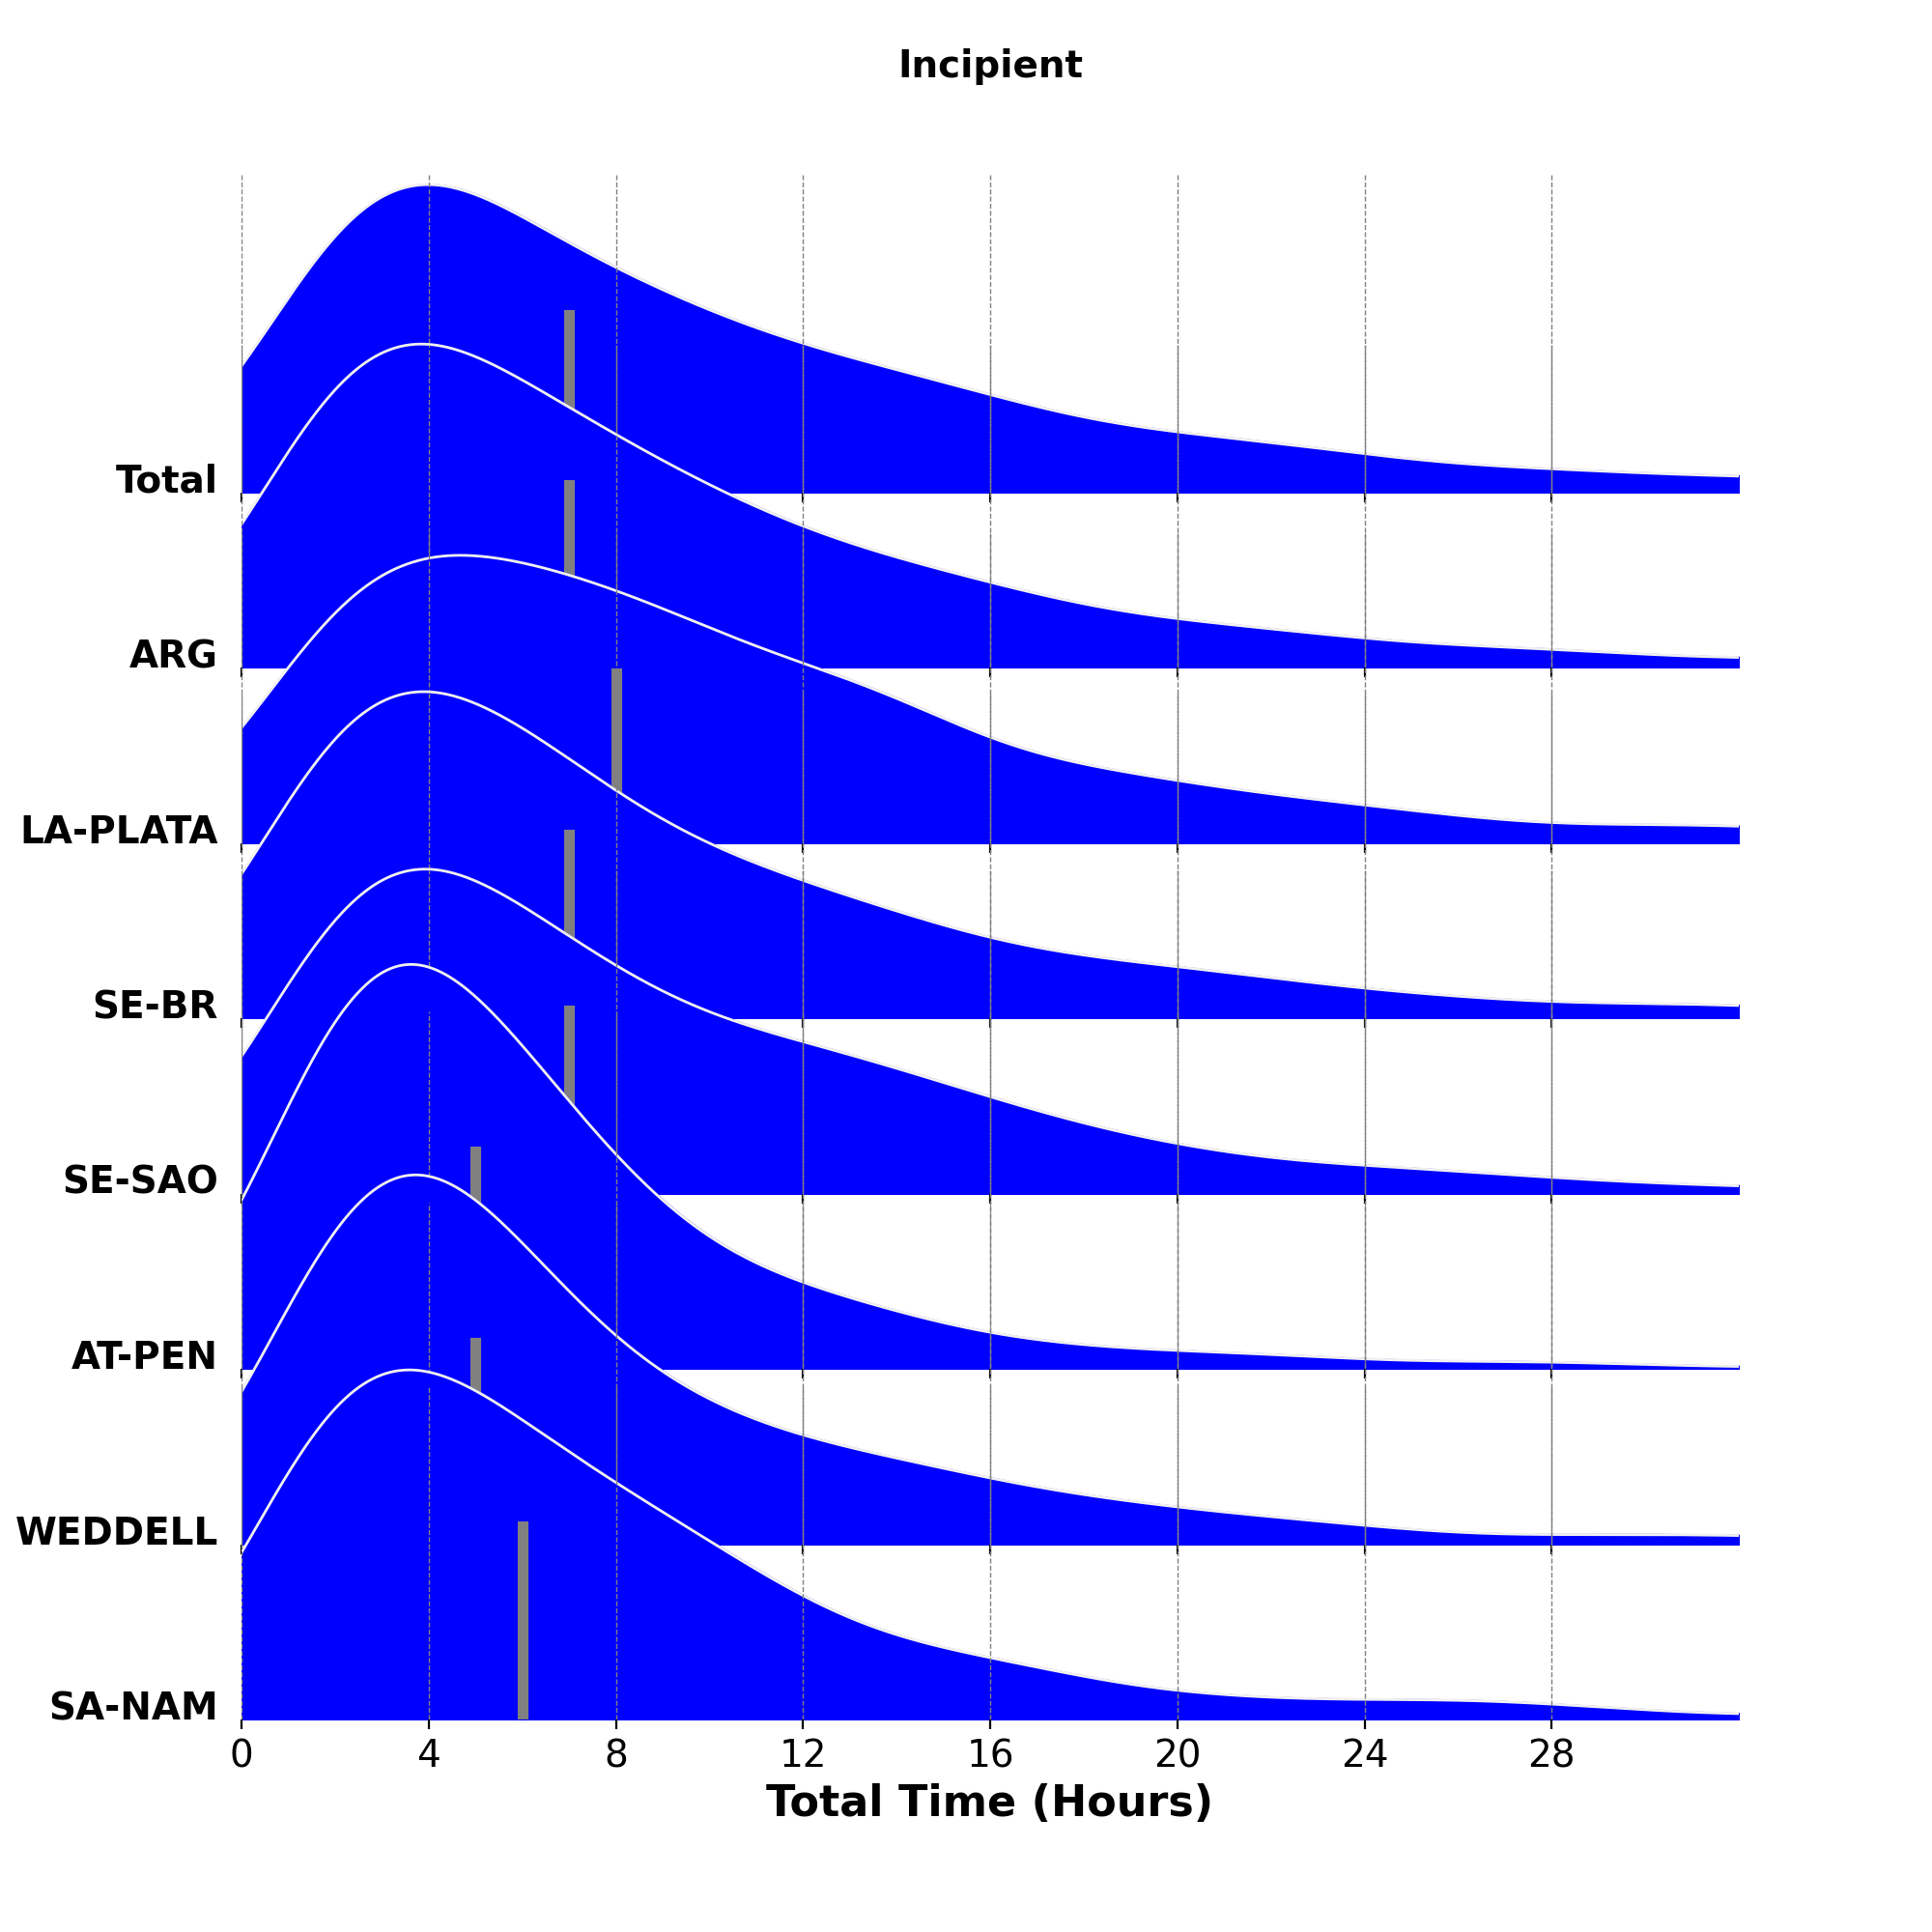 Incipient
Total
ARG
LA-PLATA
SE-BR
SE-SAO
AT-PEN
WEDDELL
SA-NAM
0 4 8 12 16 20 24 28
Total Time (Hours)